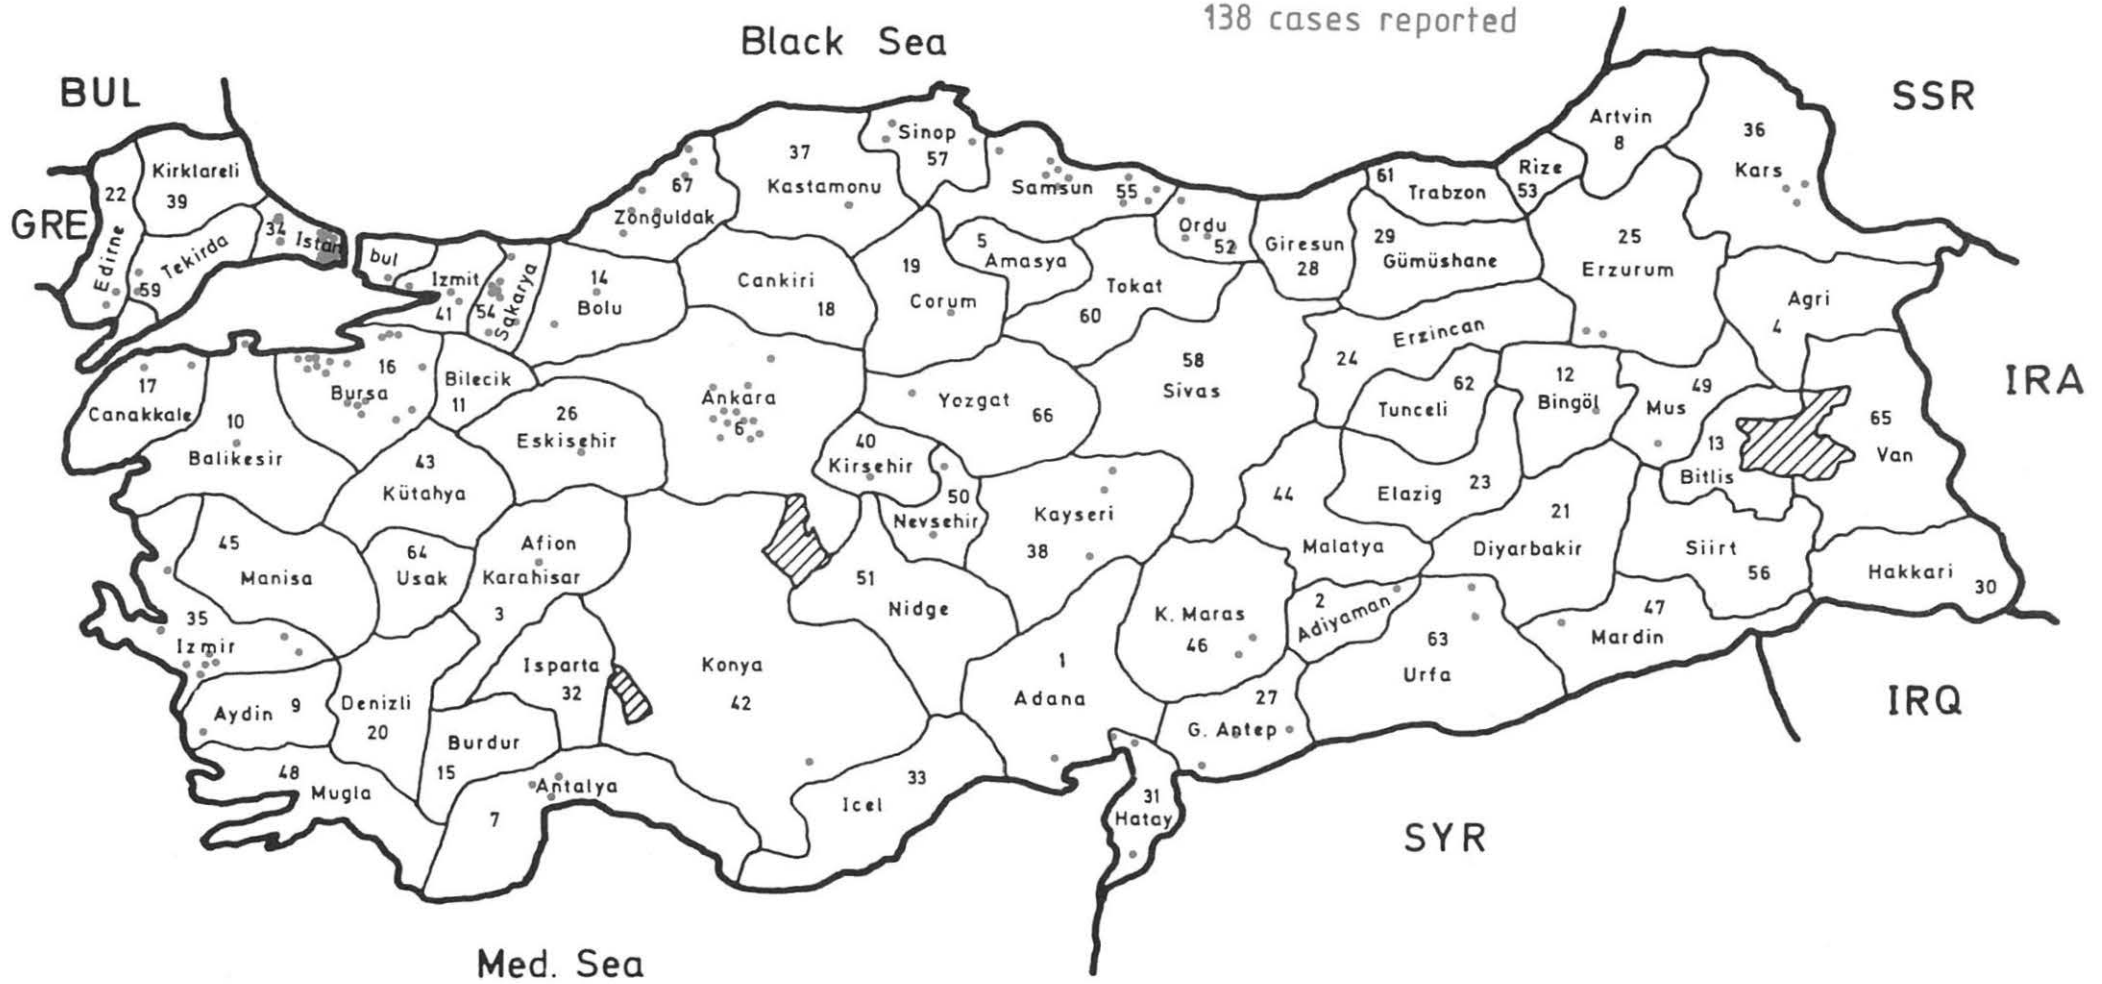 138 cases reported
Black Sea
BUL
SSR
GRE
IRA
IRQ
SYR
Med. Sea
22
Edirne
Kirklareli
39
Tekirda
59
34
Istan
bul
Izmit
41
54
Sakarya
14
Bolu
67
Zonguldak
37
Kastamonu
Sinop
57
Samsun 55
Cankiri
18
19
Corum
5
Amasya
Tokat
60
Ordu
52
Giresun
28
61
Trabzon
29
Gümüshane
Rize
53
Artvin
8
36
Kars
25
Erzurum
Agri
4
24
Erzincan
58
Sivas
62
Tunceli
12
Bingöl
49
Mus
13
Bitlis
65
Van
17
Canakkale
10
Balikesir
16
Bursa
Bilecik
11
26
Eskisehir
Ankara
6
Yozgat
66
40
Kirsehir
50
Nevsehir
Kayseri
38
44
Malatya
Elazig 23
21
Diyarbakir
Siirt
56
Hakkari
30
43
Kütahya
45
Manisa
64
Usak
Afion
Karahisar
3
51
Nidge
35
Izmir
Aydin 9
Denizli
20
Isparta
32
Konya
42
1
Adana
K. Maras
46
2
Adiyaman
63
Urfa
47
Mardin
27
G. Antep
48
Mugla
Burdur
15
Antalya
7
33
Icel
31
Hatay